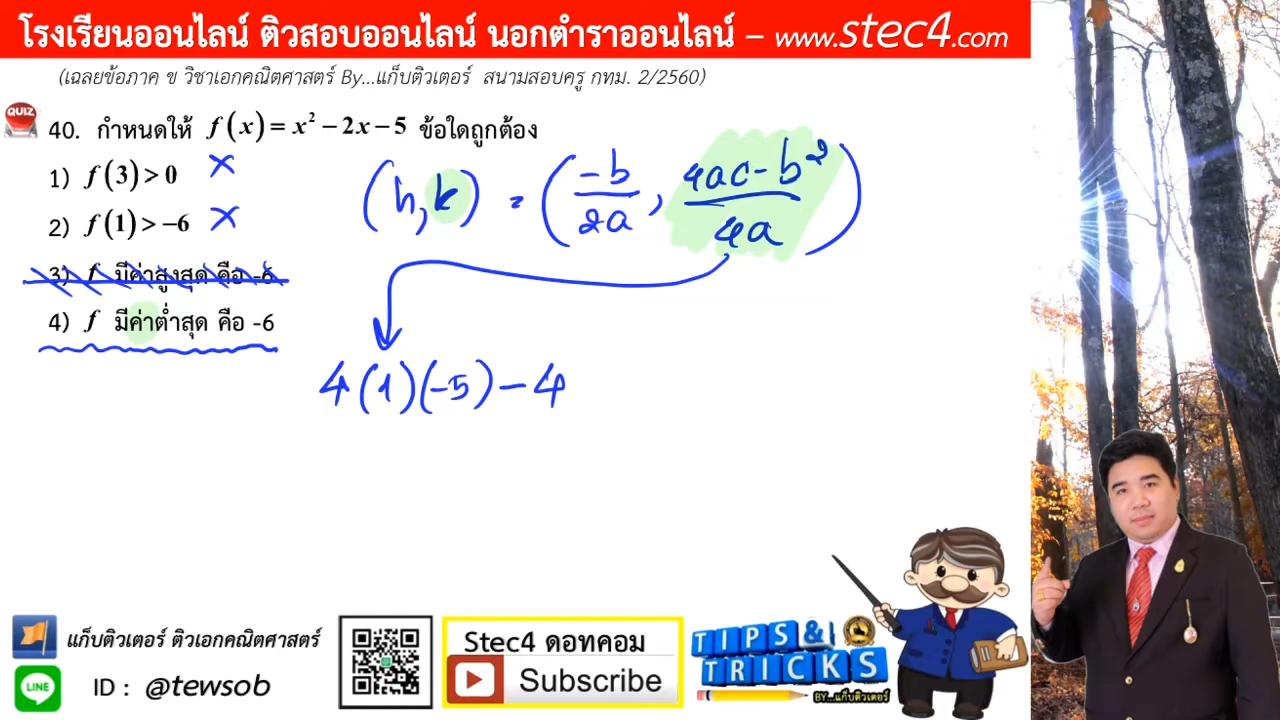 โรงเรียนออนไลน์ ติวสอบออนไลน์ นอกตำราออนไลน์ – www.stec4.com
(เฉลยข้อภาค ข วิชาเอกคณิตศาสตร์ By...แก็บติวเตอร์ สนามสอบครู กทม. 2/2560)
QUIZ
40. กำหนดให้ f(x) = x² − 2x − 5 ข้อใดถูกต้อง
1) f(3) > 0 ×
2) f(1) > −6 ×
(h, k) = (-b/2a, 4ac-b²/4a)
3) f มีค่าสูงสุด คือ -6
4) f มีค่าต่ำสุด คือ -6
4(1)(-5)-4
แก็บติวเตอร์ ติวเอกคณิตศาสตร์
LINE
ID : @tewsob
Stec4 ดอทคอม
Subscribe
TIPS &
TRICKS
BY...แก็บติวเตอร์